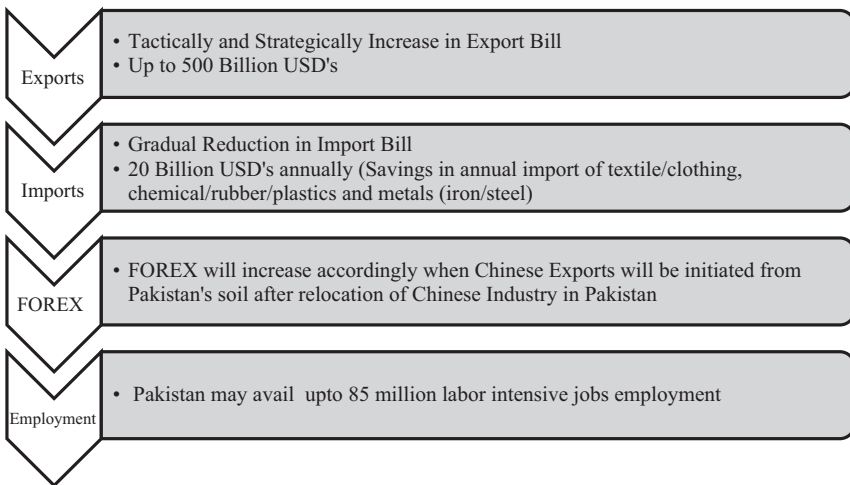 Exports
• Tactically and Strategically Increase in Export Bill
• Up to 500 Billion USD's
Imports
• Gradual Reduction in Import Bill
• 20 Billion USD's annually (Savings in annual import of textile/clothing,
chemical/rubber/plastics and metals (iron/steel)
FOREX
• FOREX will increase accordingly when Chinese Exports will be initiated from
Pakistan's soil after relocation of Chinese Industry in Pakistan
Employment
• Pakistan may avail upto 85 million labor intensive jobs employment